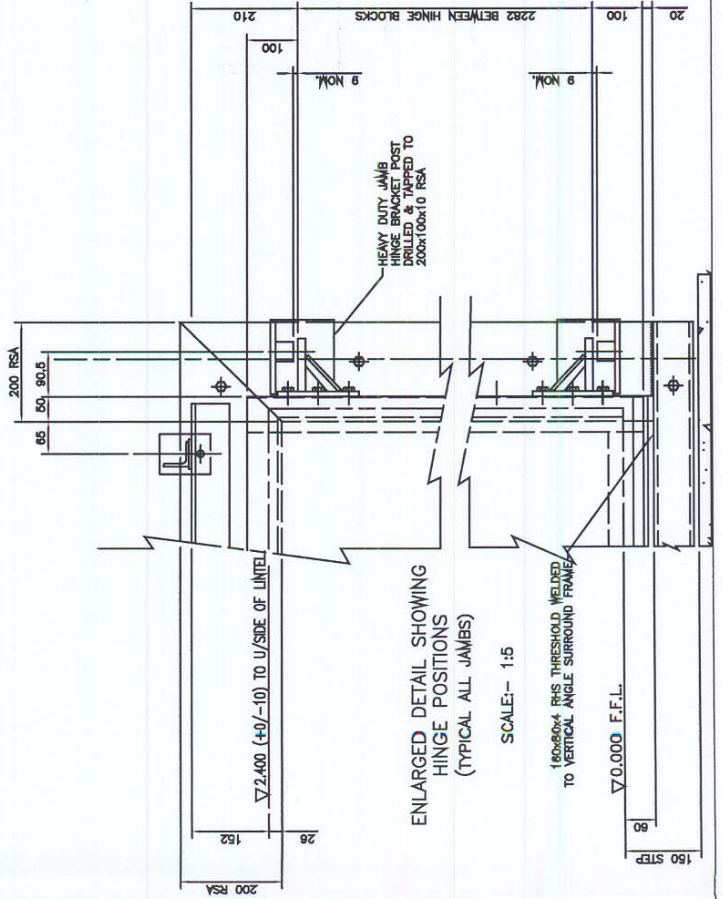 210
2282 BETWEEN HINGE BLOCKS
100
20
100
9 NOM.
9 NOM.
HEAVY DUTY JAMB
HINGE BRACKET POST
DRILLED & TAPPED TO
200x100x10 RSA
200 RSA
65
50
90.5
▽2.400 (+0/-10) TO U/SIDE OF LINTEL
ENLARGED DETAIL SHOWING
HINGE POSITIONS
(TYPICAL ALL JAMBS)
SCALE:- 1:5
160x80x4 RHS THRESHOLD WELDED
TO VERTICAL ANGLE SURROUND FRAME
▽0.000 F.F.L.
152
26
200 RSA
60
150 STEP